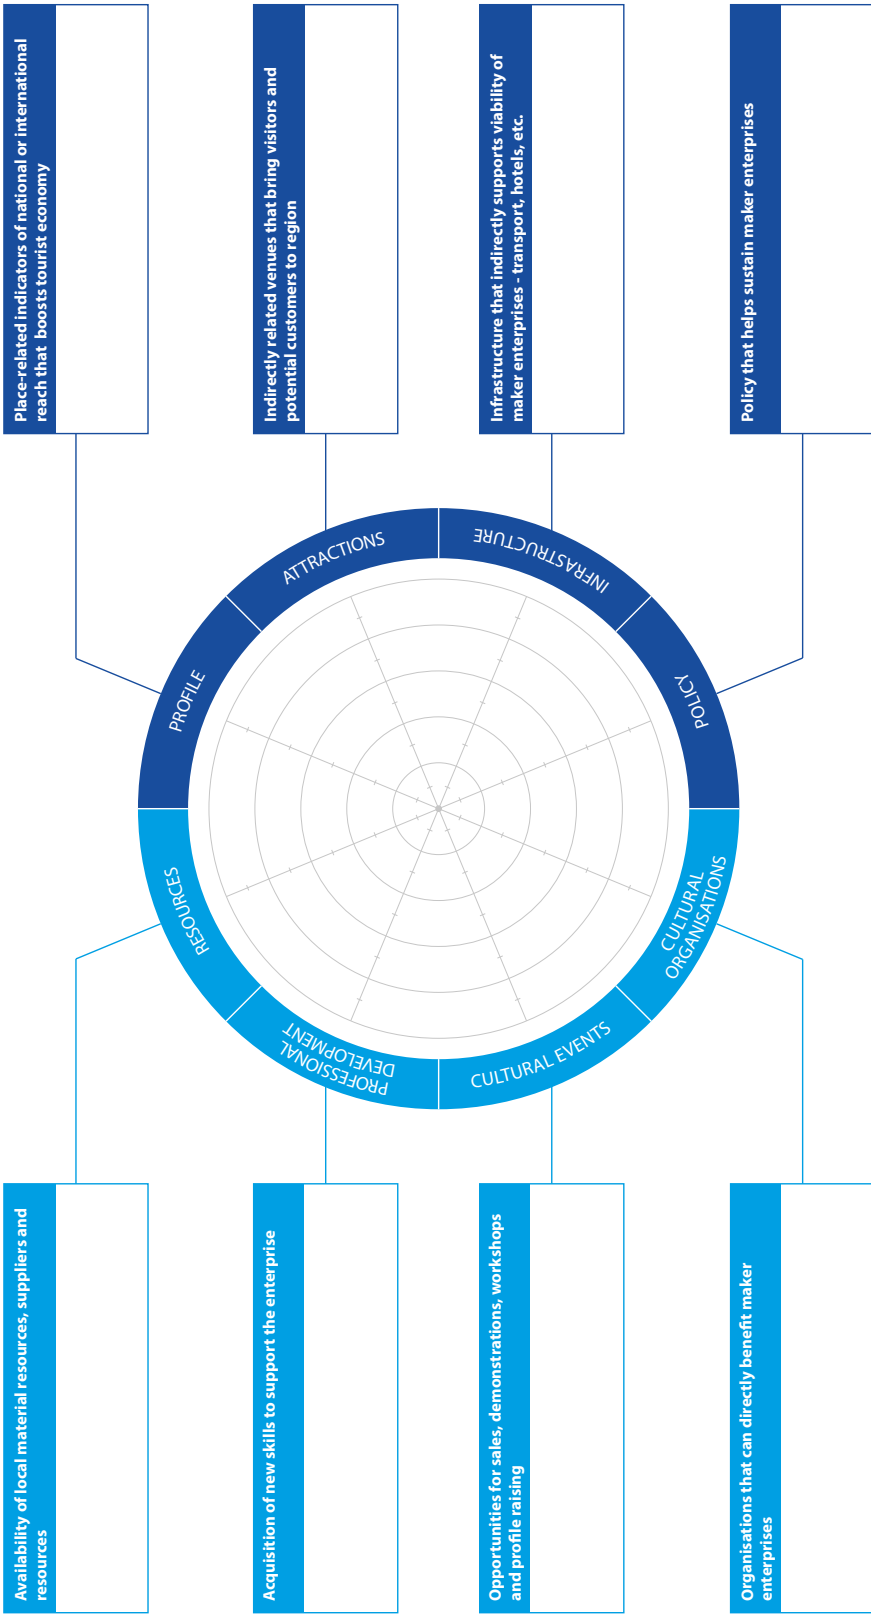 Place-related indicators of national or international
reach that boosts tourist economy
Indirectly related venues that bring visitors and
potential customers to region
Infrastructure that indirectly supports viability of
maker enterprises - transport, hotels, etc.
Policy that helps sustain maker enterprises
PROFILE
ATTRACTIONS
INFRASTRUCTURE
POLICY
RESOURCES
PROFESSIONAL
DEVELOPMENT
CULTURAL EVENTS
CULTURAL
ORGANISATIONS
Availability of local material resources, suppliers and
resources
Acquisition of new skills to support the enterprise
Opportunities for sales, demonstrations, workshops
and profile raising
Organisations that can directly benefit maker
enterprises